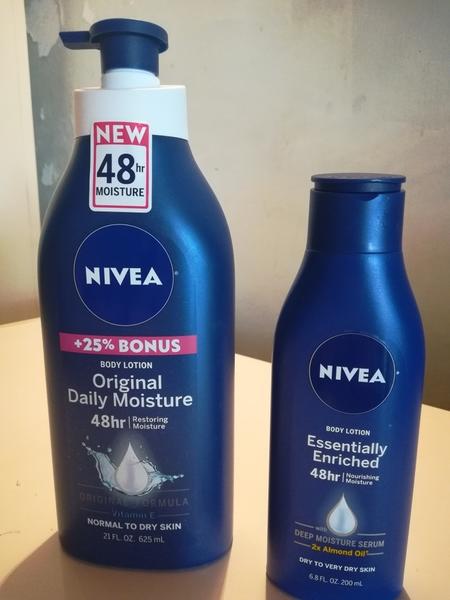 NEW
48hr
MOISTURE
NIVEA
+25% BONUS
BODY LOTION
Original
Daily Moisture
48hr Restoring
Moisture
ORIGINAL FORMULA
Vitamin E
NORMAL TO DRY SKIN
21 FL. OZ. 625 mL
NIVEA
BODY LOTION
Essentially
Enriched
48hr Nourishing
Moisture
with
DEEP MOISTURE SERUM
2x Almond Oil*
DRY TO VERY DRY SKIN
6.8 FL. OZ. 200 mL